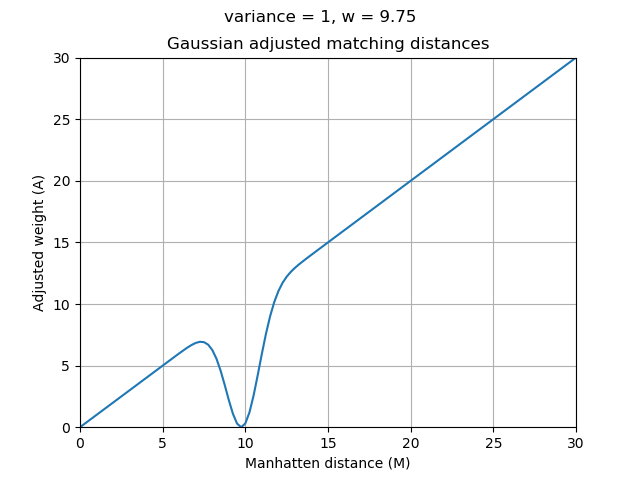 variance = 1, w = 9.75
Gaussian adjusted matching distances
30
25
20
15
10
5
0
Adjusted weight (A)
0 5 10 15 20 25 30
Manhatten distance (M)